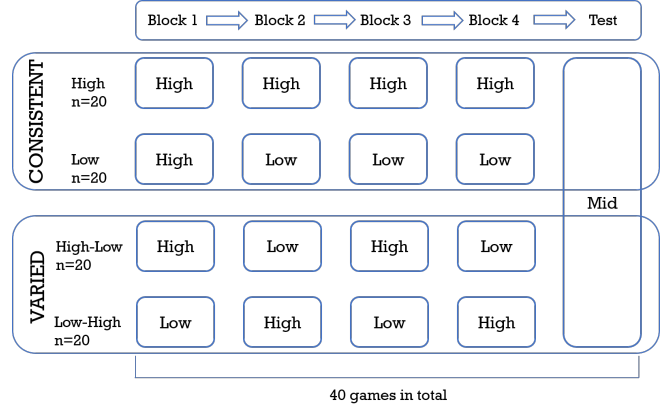 Block 1 Block 2 Block 3 Block 4 Test
CONSISTENT
High
n=20
High High High High
Low
n=20
High Low Low Low
Mid
VARIED
High-Low
n=20
High Low High Low
Low-High
n=20
Low High Low High
40 games in total